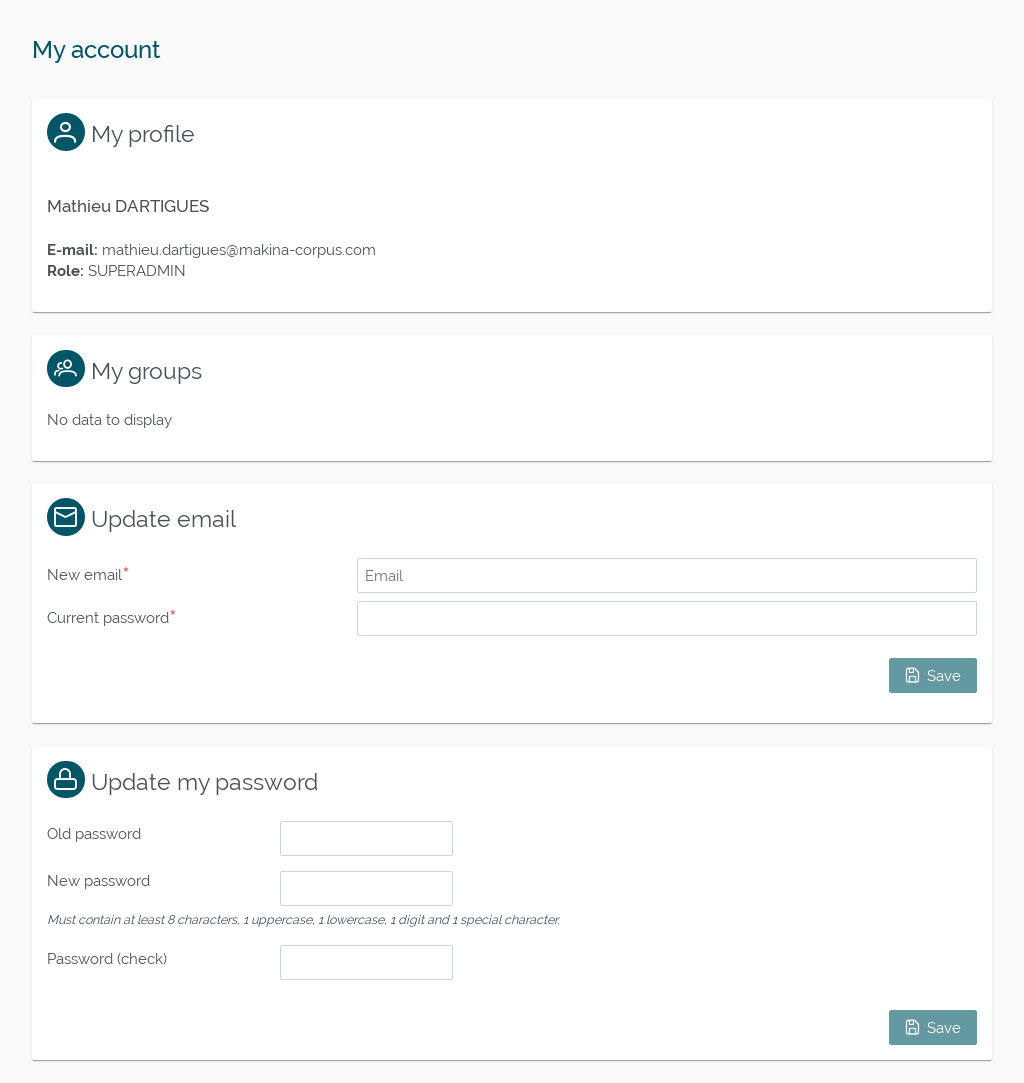 My account
My profile
Mathieu DARTIGUES
E-mail: mathieu.dartigues@makina-corpus.com
Role: SUPERADMIN
My groups
No data to display
Update email
New email*
Email
Current password*
Save
Update my password
Old password
New password
Must contain at least 8 characters, 1 uppercase, 1 lowercase, 1 digit and 1 special character.
Password (check)
Save